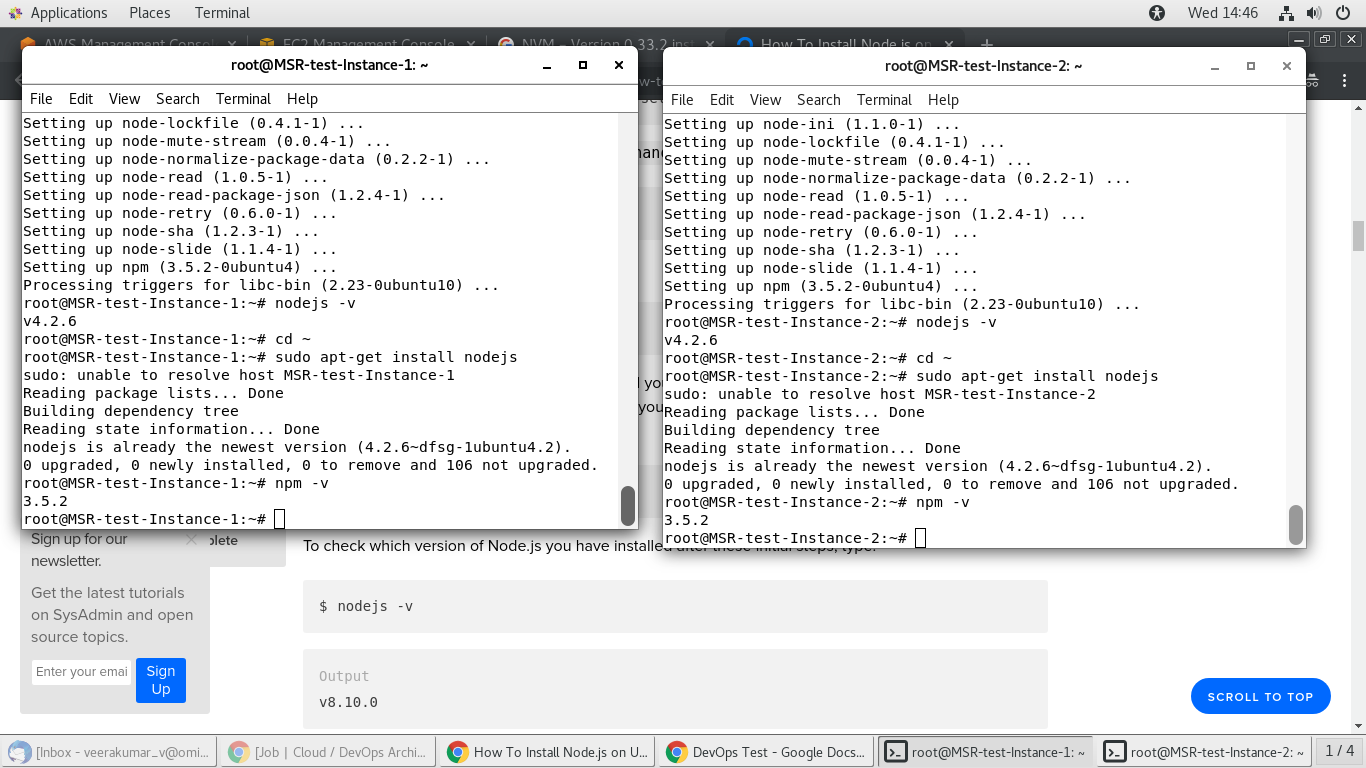 Applications Places Terminal
Wed 14:46
AWS Management Consol
EC2 Management Console
NVM – Version 0.33.2 inst
How To Install Node.js on
root@MSR-test-Instance-1: ~
File Edit View Search Terminal Help
Setting up node-lockfile (0.4.1-1) ...
Setting up node-mute-stream (0.0.4-1) ...
Setting up node-normalize-package-data (0.2.2-1) ...
Setting up node-read (1.0.5-1) ...
Setting up node-read-package-json (1.2.4-1) ...
Setting up node-retry (0.6.0-1) ...
Setting up node-sha (1.2.3-1) ...
Setting up node-slide (1.1.4-1) ...
Setting up npm (3.5.2-0ubuntu4) ...
Processing triggers for libc-bin (2.23-0ubuntu10) ...
root@MSR-test-Instance-1:~# nodejs -v
v4.2.6
root@MSR-test-Instance-1:~# cd ~
root@MSR-test-Instance-1:~# sudo apt-get install nodejs
sudo: unable to resolve host MSR-test-Instance-1
Reading package lists... Done
Building dependency tree
Reading state information... Done
nodejs is already the newest version (4.2.6~dfsg-1ubuntu4.2).
0 upgraded, 0 newly installed, 0 to remove and 106 not upgraded.
root@MSR-test-Instance-1:~# npm -v
3.5.2
root@MSR-test-Instance-1:~#
root@MSR-test-Instance-2: ~
File Edit View Search Terminal Help
Setting up node-ini (1.1.0-1) ...
Setting up node-lockfile (0.4.1-1) ...
Setting up node-mute-stream (0.0.4-1) ...
Setting up node-normalize-package-data (0.2.2-1) ...
Setting up node-read (1.0.5-1) ...
Setting up node-read-package-json (1.2.4-1) ...
Setting up node-retry (0.6.0-1) ...
Setting up node-sha (1.2.3-1) ...
Setting up node-slide (1.1.4-1) ...
Setting up npm (3.5.2-0ubuntu4) ...
Processing triggers for libc-bin (2.23-0ubuntu10) ...
root@MSR-test-Instance-2:~# nodejs -v
v4.2.6
root@MSR-test-Instance-2:~# cd ~
root@MSR-test-Instance-2:~# sudo apt-get install nodejs
sudo: unable to resolve host MSR-test-Instance-2
Reading package lists... Done
Building dependency tree
Reading state information... Done
nodejs is already the newest version (4.2.6~dfsg-1ubuntu4.2).
0 upgraded, 0 newly installed, 0 to remove and 106 not upgraded.
root@MSR-test-Instance-2:~# npm -v
3.5.2
root@MSR-test-Instance-2:~#
Sign up for our
newsletter.
plete
Get the latest tutorials
on SysAdmin and open
source topics.
Enter your emai
Sign
Up
To check which version of Node.js you have installed after these initial steps, type:
$ nodejs -v
Output
v8.10.0
SCROLL TO TOP
[Inbox – veerakumar_v@omi...
[Job | Cloud / DevOps Archi...
How To Install Node.js on U...
DevOps Test - Google Docs...
root@MSR-test-Instance-1: ~
root@MSR-test-Instance-2: ~
1 / 4